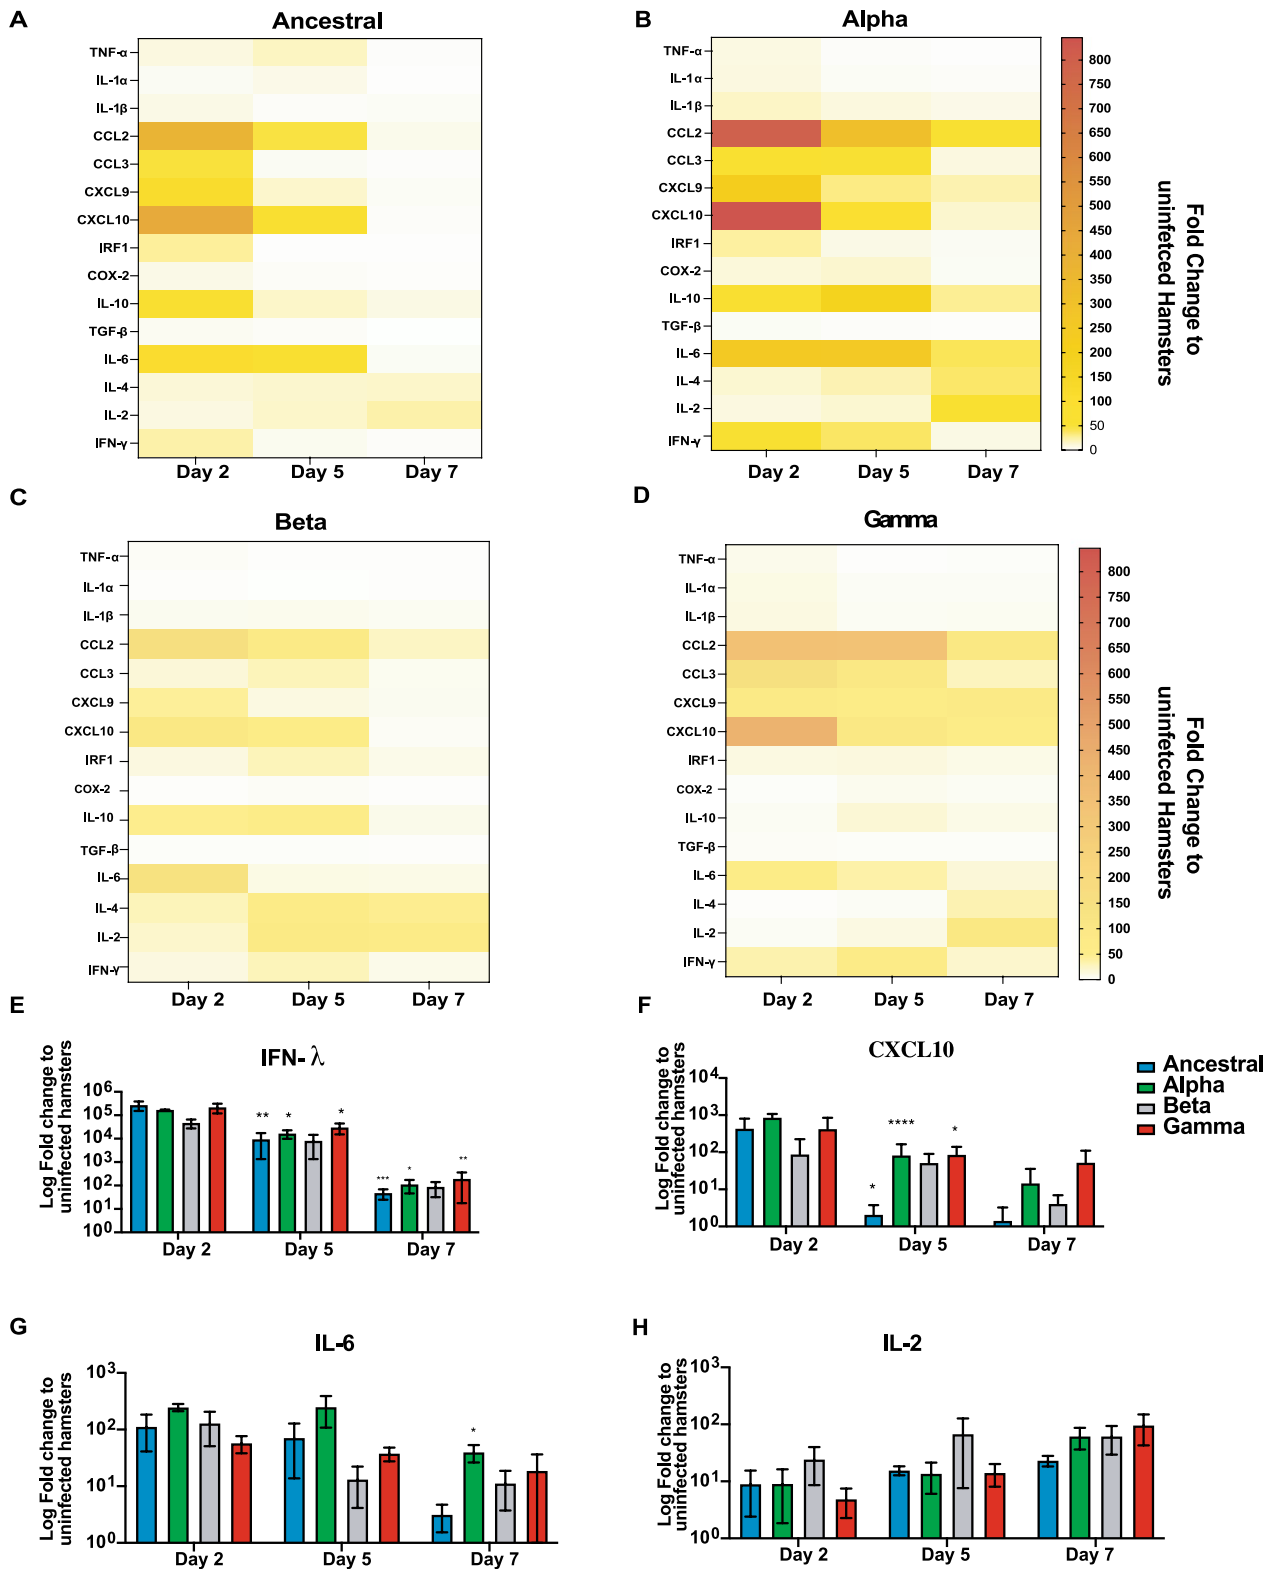 A
Ancestral
TNF-α
IL-1α
IL-1β
CCL2
CCL3
CXCL9
CXCL10
IRF1
COX-2
IL-10
TGF-β
IL-6
IL-4
IL-2
IFN-γ
Day 2 Day 5 Day 7
B
Alpha
TNF-α
IL-1α
IL-1β
CCL2
CCL3
CXCL9
CXCL10
IRF1
COX-2
IL-10
TGF-β
IL-6
IL-4
IL-2
IFN-γ
Day 2 Day 5 Day 7
800
750
700
650
600
550
500
450
400
350
300
250
200
150
100
50
0
Fold Change to
uninfetced Hamsters
C
Beta
TNF-α
IL-1α
IL-1β
CCL2
CCL3
CXCL9
CXCL10
IRF1
COX-2
IL-10
TGF-β
IL-6
IL-4
IL-2
IFN-γ
Day 2 Day 5 Day 7
D
Gamma
TNF-α
IL-1α
IL-1β
CCL2
CCL3
CXCL9
CXCL10
IRF1
COX-2
IL-10
TGF-β
IL-6
IL-4
IL-2
IFN-γ
Day 2 Day 5 Day 7
800
750
700
650
600
550
500
450
400
350
300
250
200
150
100
50
0
Fold Change to
uninfetced Hamsters
E
IFN- λ
Log Fold change to
uninfected hamsters
10⁶
10⁵
10⁴
10³
10²
10¹
10⁰
** * *
*** * **
Day 2 Day 5 Day 7
F
CXCL10
Log Fold change to
uninfected hamsters
10⁴
10³
10²
10¹
10⁰
* **** *
Day 2 Day 5 Day 7
Ancestral
Alpha
Beta
Gamma
G
IL-6
Log Fold change to
uninfected hamsters
10³
10²
10¹
10⁰
*
Day 2 Day 5 Day 7
H
IL-2
Log Fold change to
uninfected hamsters
10³
10²
10¹
10⁰
Day 2 Day 5 Day 7